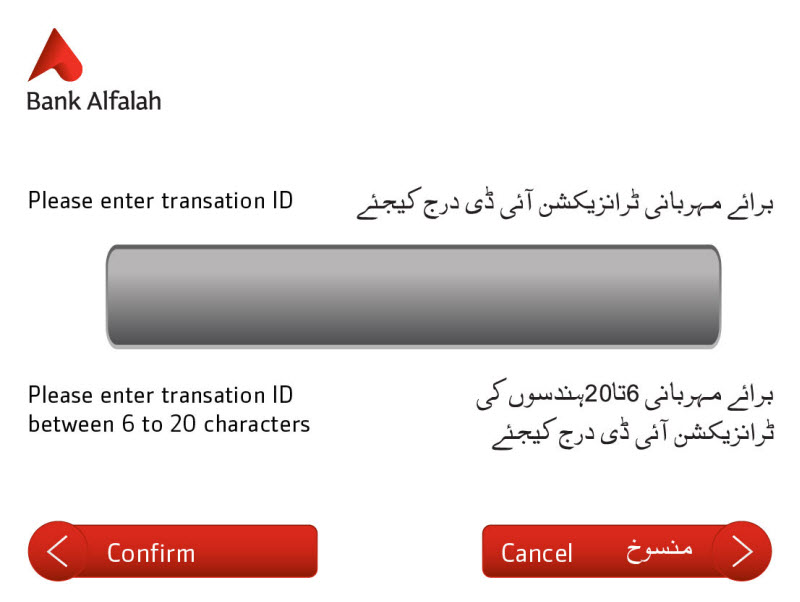 Bank Alfalah
Please enter transation ID
برائے مہربانی ٹرانزیکشن آئی ڈی درج کیجئے
Please enter transation ID
between 6 to 20 characters
برائے مہربانی 6تا20ہندسوں کی
ٹرانزیکشن آئی ڈی درج کیجئے
Confirm
Cancel منسوخ